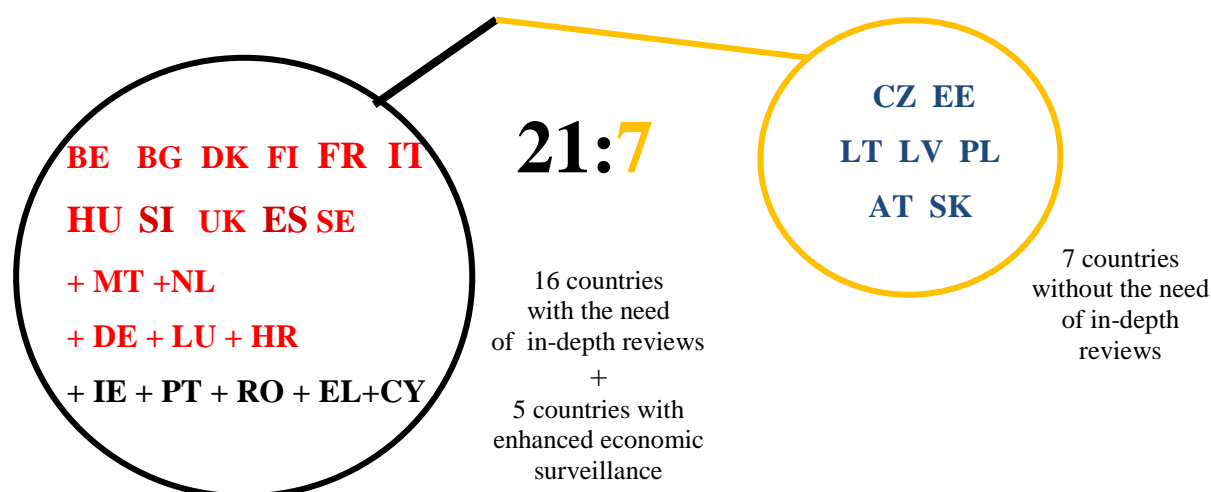 BE BG DK FI FR IT
HU SI UK ES SE
+ MT +NL
+ DE + LU + HR
+ IE + PT + RO + EL+CY
21:7
16 countries
with the need
of in-depth reviews
+
5 countries with
enhanced economic
surveillance
CZ EE
LT LV PL
AT SK
7 countries
without the need
of in-depth
reviews